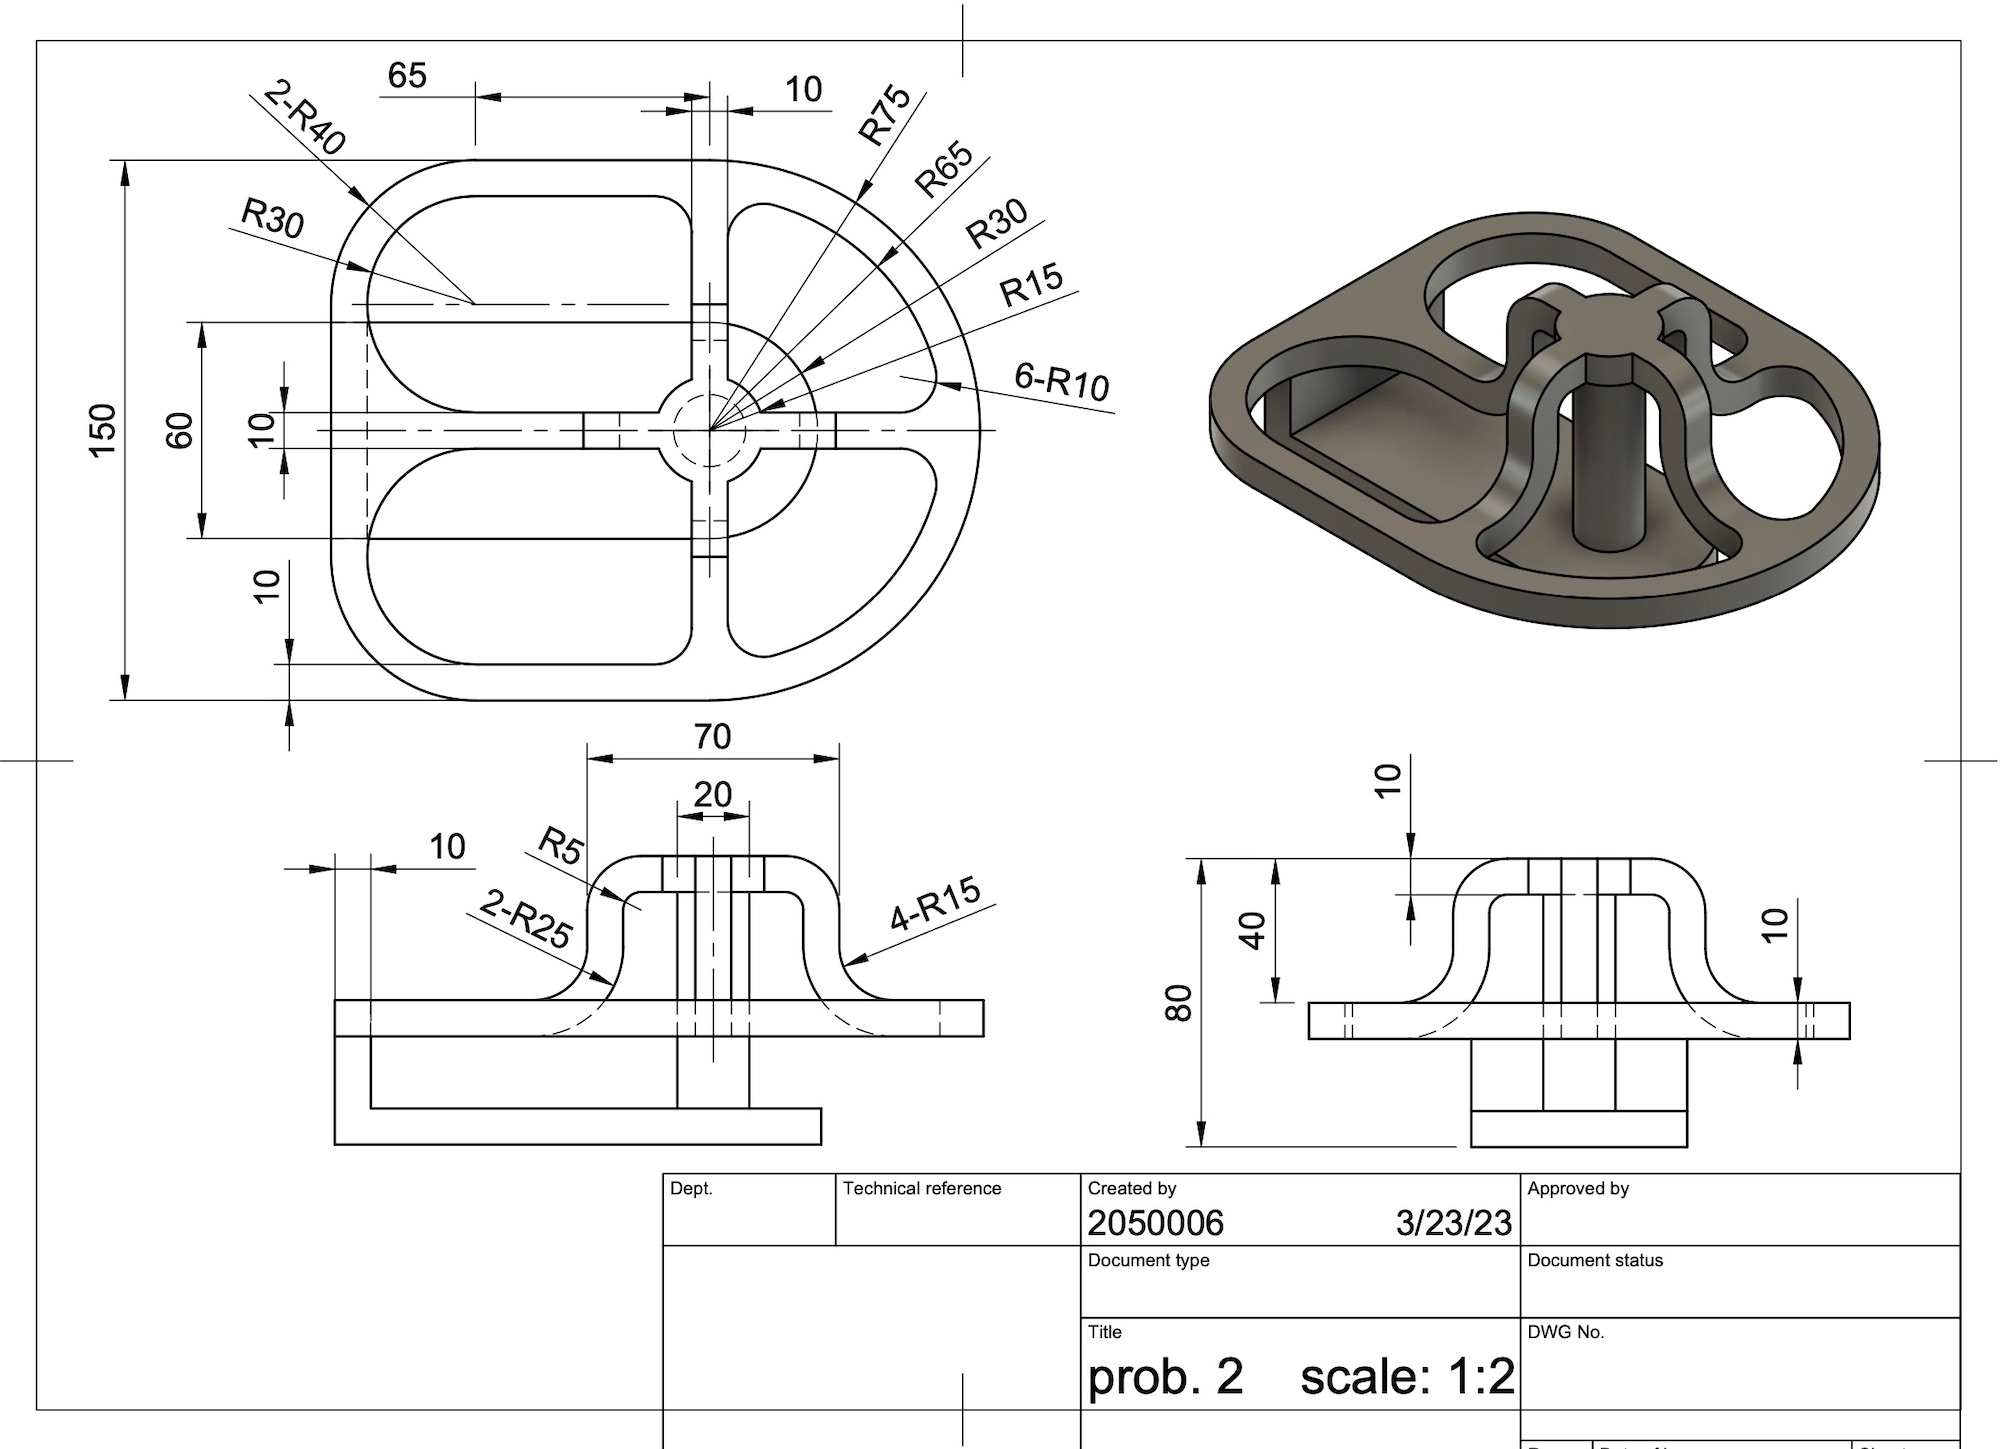 65
10
2-R40
R75
R65
R30
R30
R15
6-R10
150
60
10
10
70
20
10
R5
2-R25
4-R15
10
40
10
80
Dept.
Technical reference
Created by
2050006 3/23/23
Approved by
Document type
Document status
Title
prob. 2 scale: 1:2
DWG No.